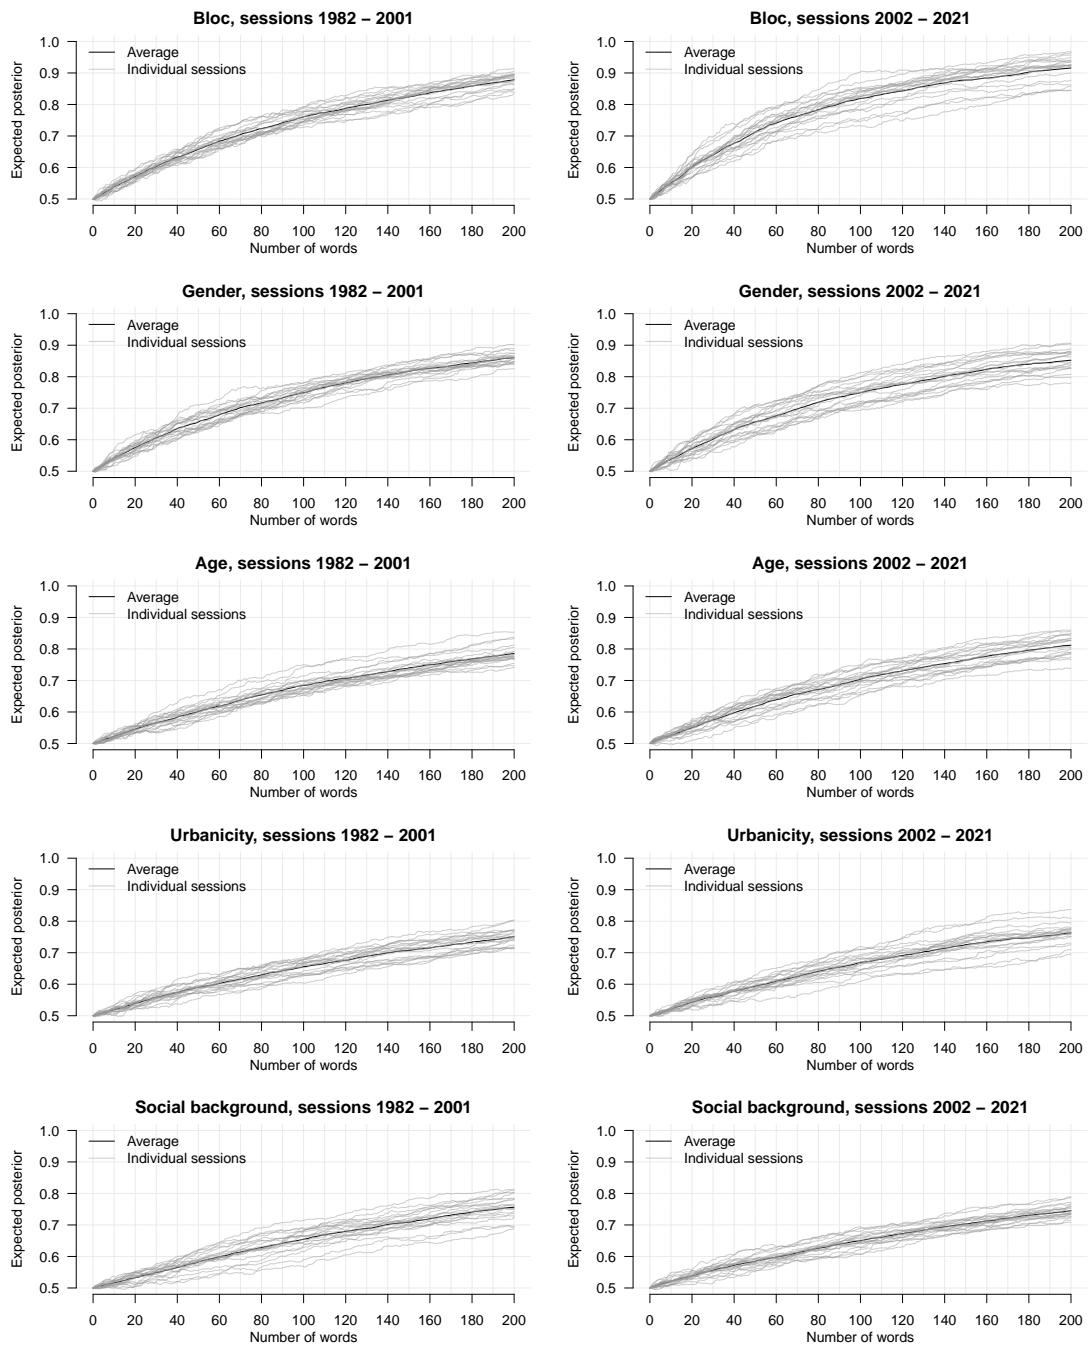 Bloc, sessions 1982 – 2001
Expected posterior
1.0
0.9
0.8
0.7
0.6
0.5
Average
Individual sessions
0 20 40 60 80 100 120 140 160 180 200
Number of words
Bloc, sessions 2002 – 2021
Expected posterior
1.0
0.9
0.8
0.7
0.6
0.5
Average
Individual sessions
0 20 40 60 80 100 120 140 160 180 200
Number of words
Gender, sessions 1982 – 2001
Expected posterior
1.0
0.9
0.8
0.7
0.6
0.5
Average
Individual sessions
0 20 40 60 80 100 120 140 160 180 200
Number of words
Gender, sessions 2002 – 2021
Expected posterior
1.0
0.9
0.8
0.7
0.6
0.5
Average
Individual sessions
0 20 40 60 80 100 120 140 160 180 200
Number of words
Age, sessions 1982 – 2001
Expected posterior
1.0
0.9
0.8
0.7
0.6
0.5
Average
Individual sessions
0 20 40 60 80 100 120 140 160 180 200
Number of words
Age, sessions 2002 – 2021
Expected posterior
1.0
0.9
0.8
0.7
0.6
0.5
Average
Individual sessions
0 20 40 60 80 100 120 140 160 180 200
Number of words
Urbanicity, sessions 1982 – 2001
Expected posterior
1.0
0.9
0.8
0.7
0.6
0.5
Average
Individual sessions
0 20 40 60 80 100 120 140 160 180 200
Number of words
Urbanicity, sessions 2002 – 2021
Expected posterior
1.0
0.9
0.8
0.7
0.6
0.5
Average
Individual sessions
0 20 40 60 80 100 120 140 160 180 200
Number of words
Social background, sessions 1982 – 2001
Expected posterior
1.0
0.9
0.8
0.7
0.6
0.5
Average
Individual sessions
0 20 40 60 80 100 120 140 160 180 200
Number of words
Social background, sessions 2002 – 2021
Expected posterior
1.0
0.9
0.8
0.7
0.6
0.5
Average
Individual sessions
0 20 40 60 80 100 120 140 160 180 200
Number of words